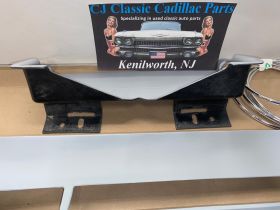 CJ Classic Cadillac Parts
Specializing in used classic auto parts
Kenilworth, NJ